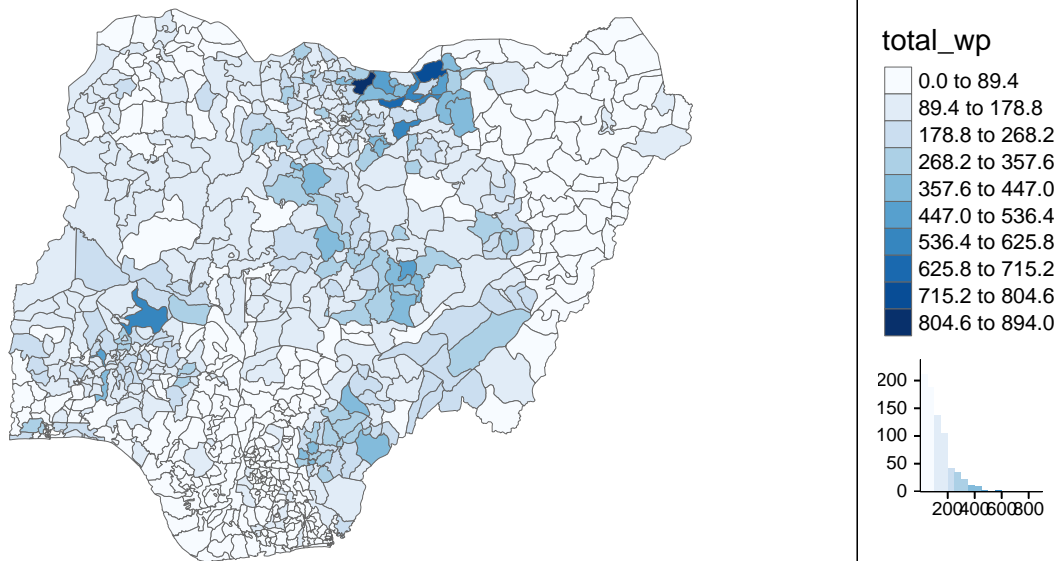 total_wp
0.0 to 89.4
89.4 to 178.8
178.8 to 268.2
268.2 to 357.6
357.6 to 447.0
447.0 to 536.4
536.4 to 625.8
625.8 to 715.2
715.2 to 804.6
804.6 to 894.0
200
150
100
50
0
200400600800